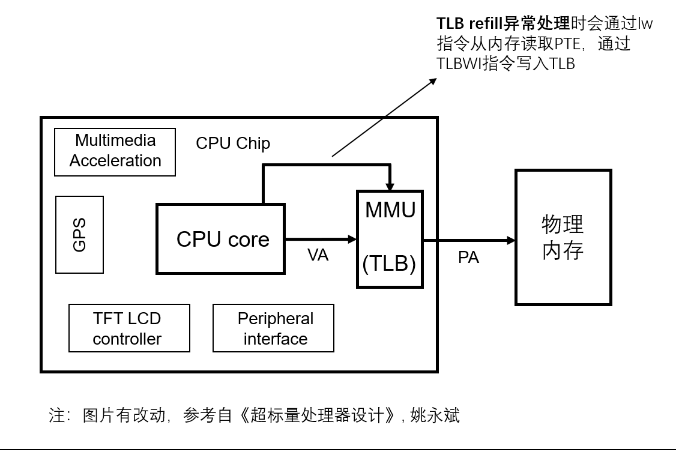 TLB refill异常处理时会通过lw
指令从内存读取PTE，通过
TLBWI指令写入TLB
Multimedia
Acceleration
CPU Chip
GPS
CPU core
VA
MMU
(TLB)
PA
物理
内存
TFT LCD
controller
Peripheral
interface
注：图片有改动，参考自《超标量处理器设计》, 姚永斌